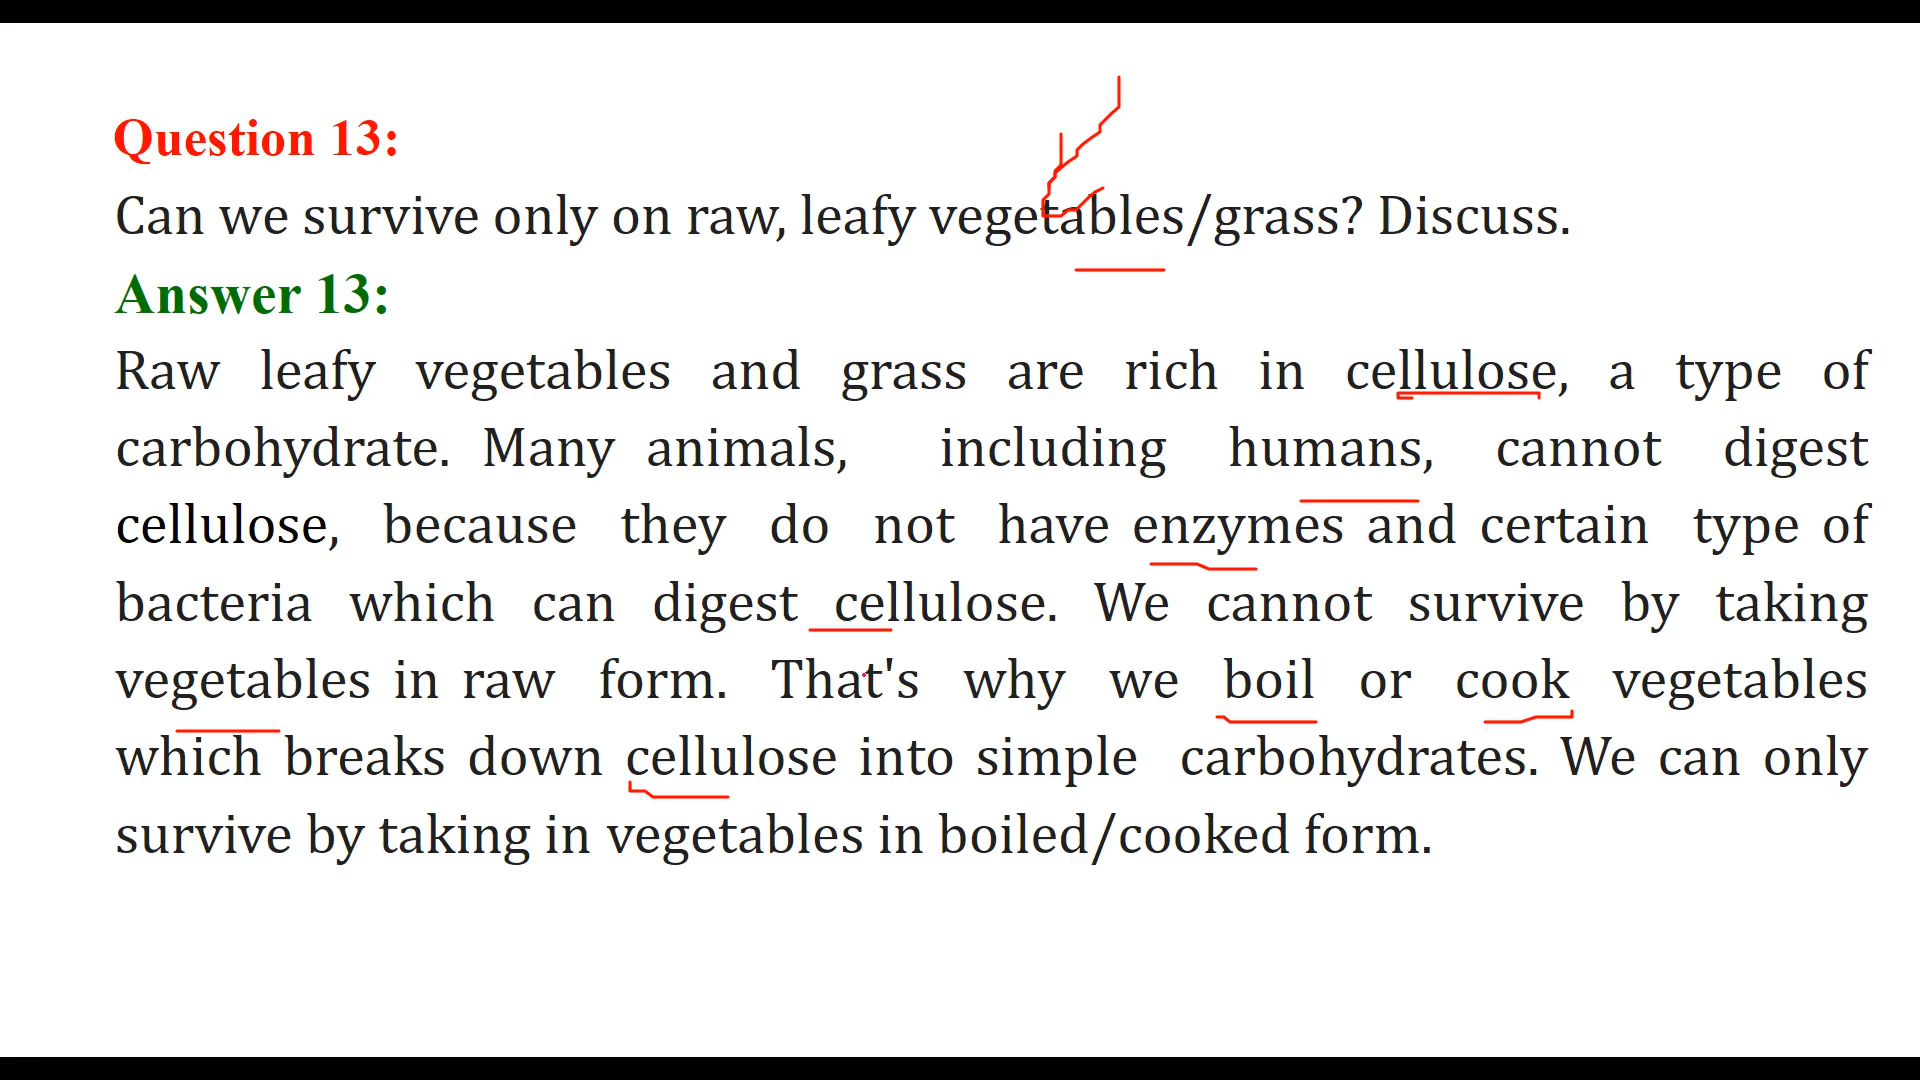 Question 13:
Can we survive only on raw, leafy vegetables/grass? Discuss.
Answer 13:
Raw leafy vegetables and grass are rich in cellulose, a type of
carbohydrate. Many animals, including humans, cannot digest
cellulose, because they do not have enzymes and certain type of
bacteria which can digest cellulose. We cannot survive by taking
vegetables in raw form. That's why we boil or cook vegetables
which breaks down cellulose into simple carbohydrates. We can only
survive by taking in vegetables in boiled/cooked form.